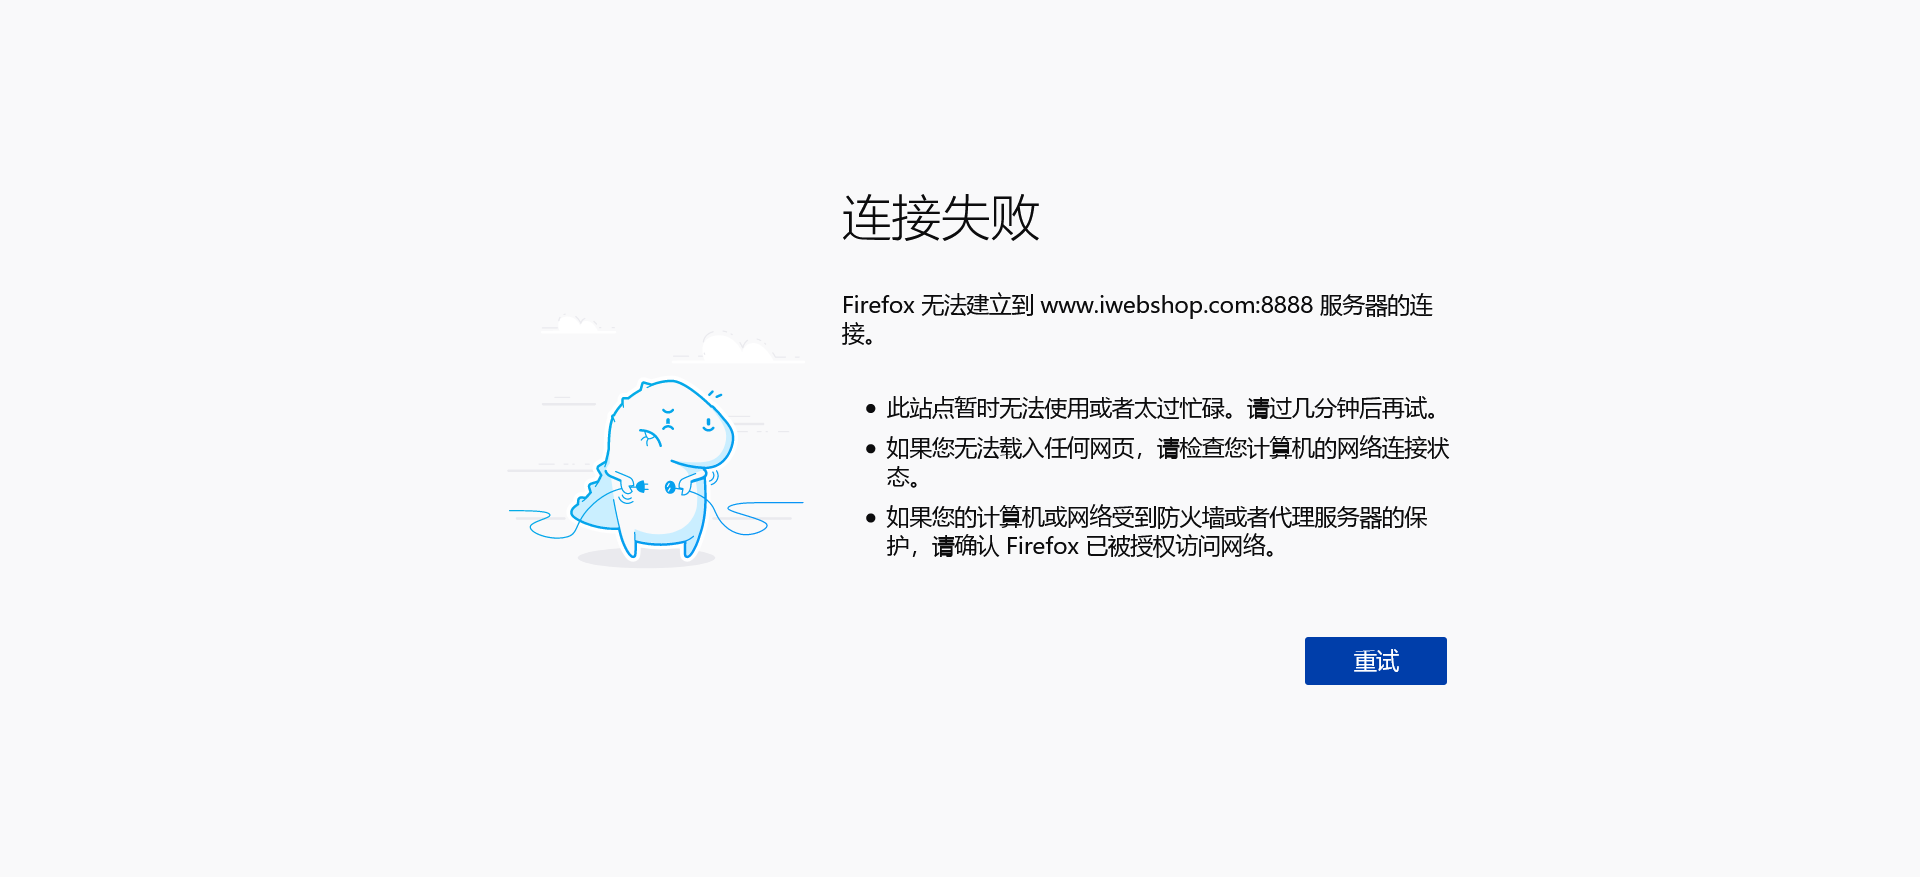 连接失败
Firefox 无法建立到 www.iwebshop.com:8888 服务器的连
接。
此站点暂时无法使用或者太过忙碌。请过几分钟后再试。
如果您无法载入任何网页，请检查您计算机的网络连接状
态。
如果您的计算机或网络受到防火墙或者代理服务器的保
护，请确认 Firefox 已被授权访问网络。
重试